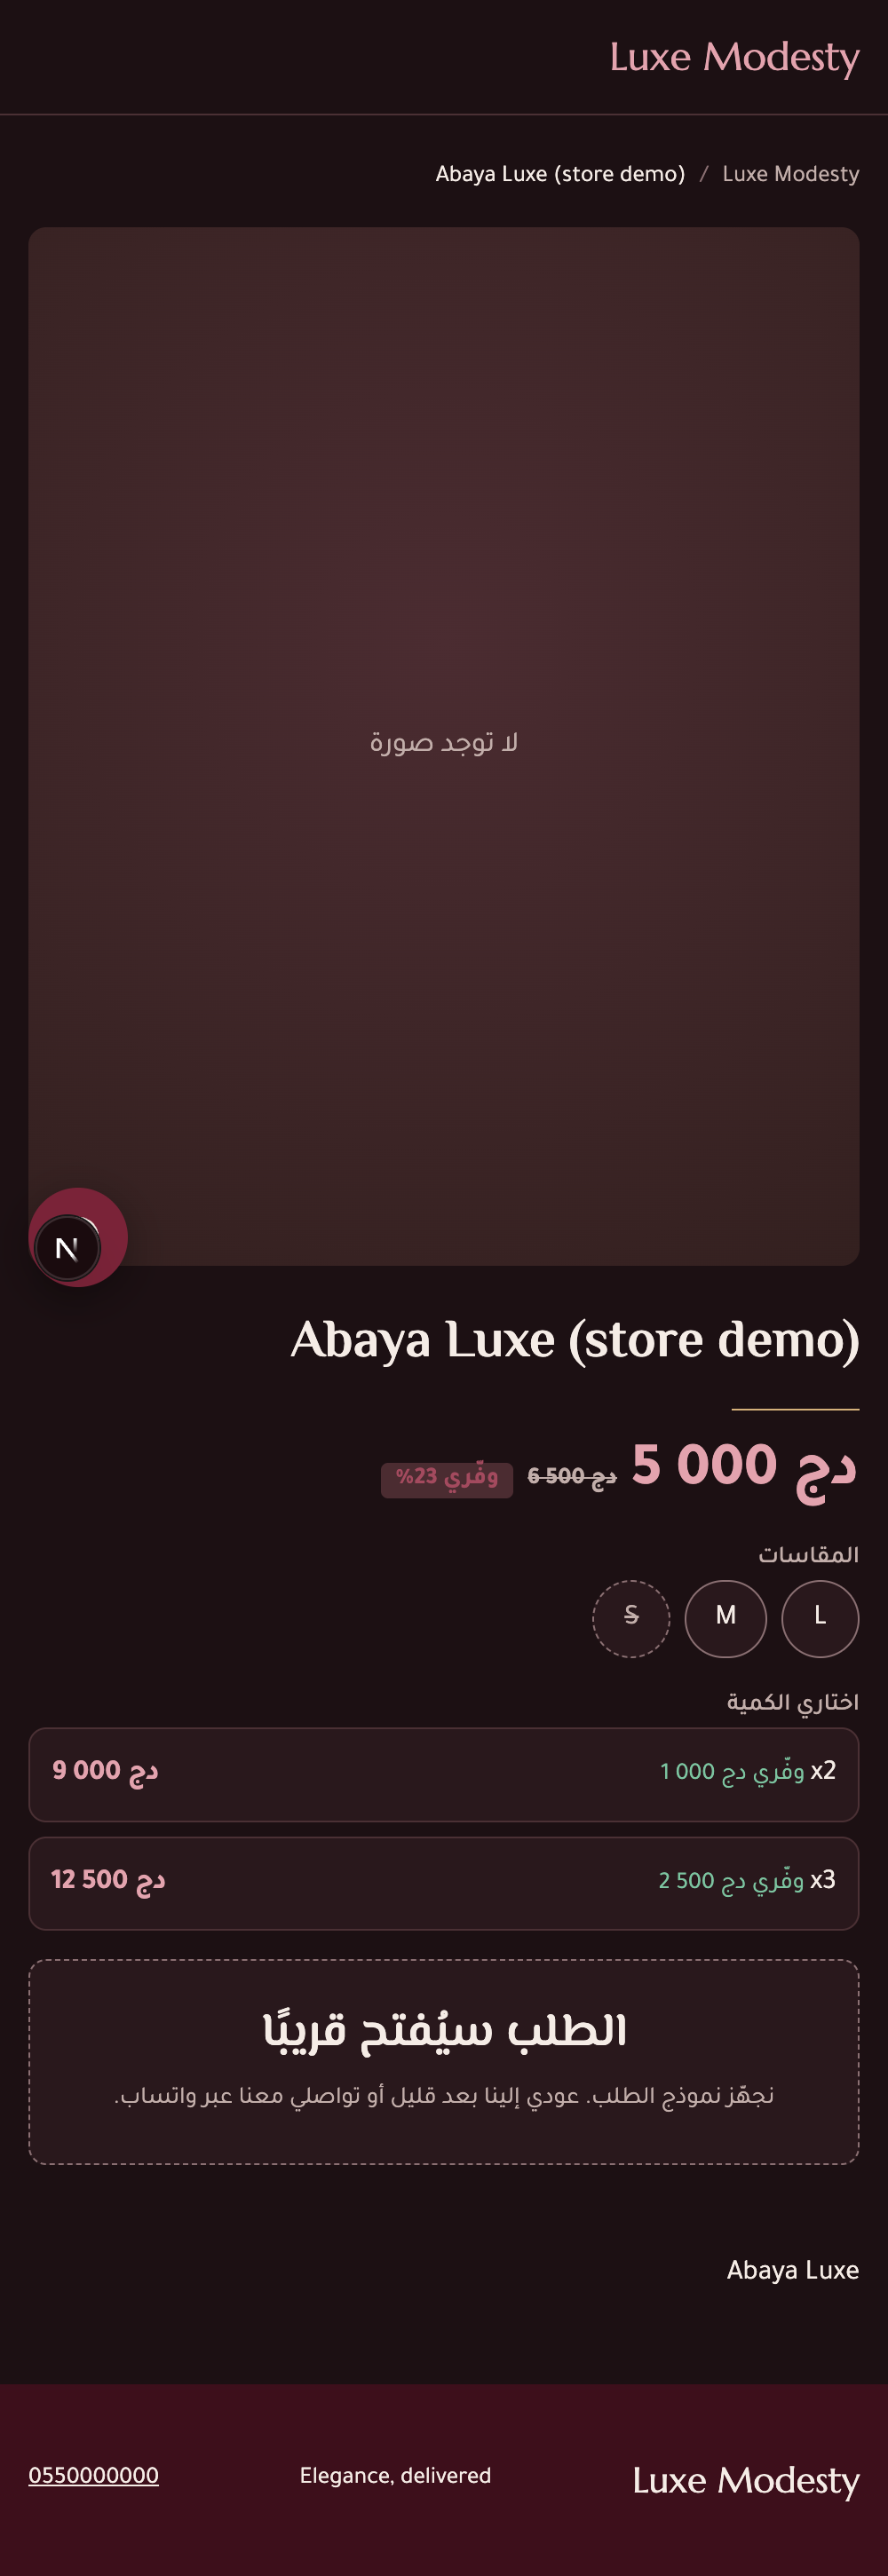 Luxe Modesty
Luxe Modesty / Abaya Luxe (store demo)
لا توجد صورة
N
Abaya Luxe (store demo)
دج 5 000 دج 6 500 وفّري 23%
المقاسات
L M S
اختاري الكمية
x2 وفّري دج 1 000 دج 9 000
x3 وفّري دج 2 500 دج 12 500
الطلب سيُفتح قريبًا
نجهّز نموذج الطلب. عودي إلينا بعد قليل أو تواصلي معنا عبر واتساب.
Abaya Luxe
Luxe Modesty Elegance, delivered 0550000000